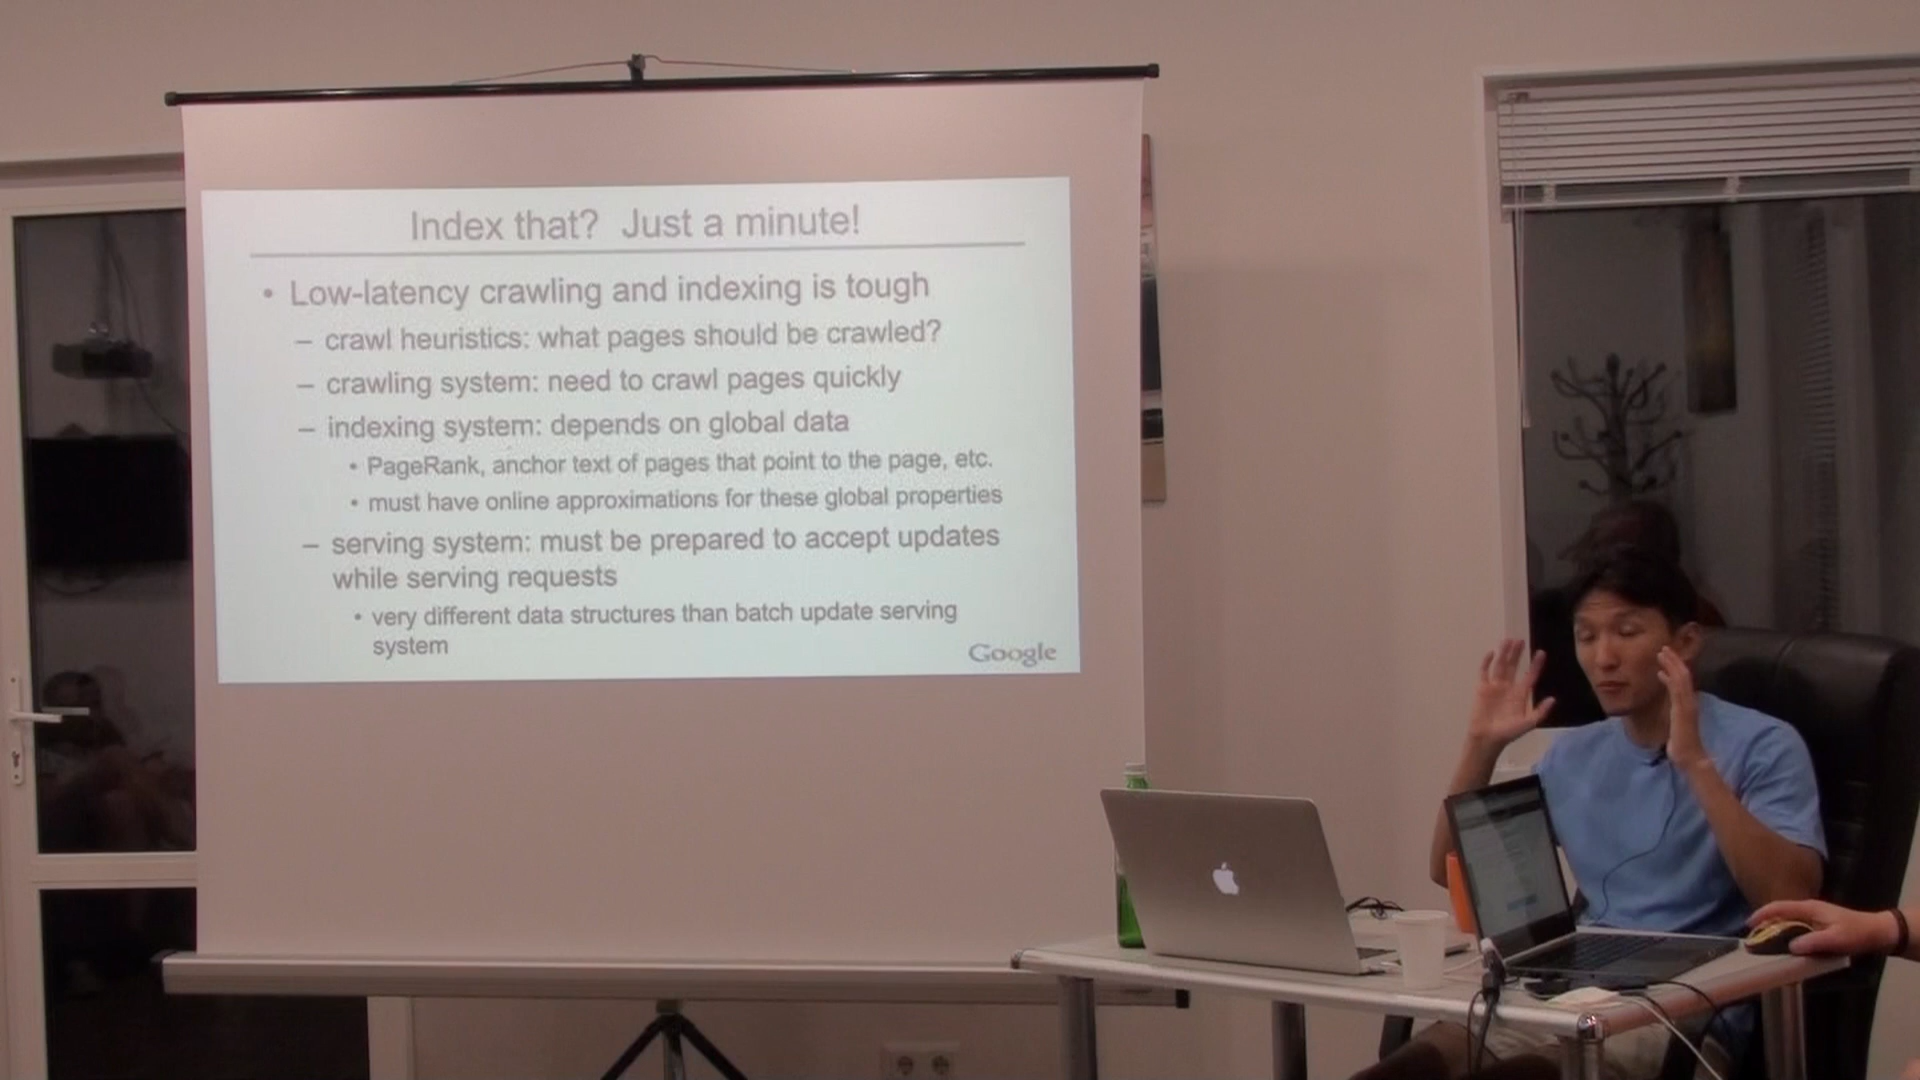 Index that? Just a minute!
• Low-latency crawling and indexing is tough
– crawl heuristics: what pages should be crawled?
– crawling system: need to crawl pages quickly
– indexing system: depends on global data
• PageRank, anchor text of pages that point to the page, etc.
• must have online approximations for these global properties
– serving system: must be prepared to accept updates
while serving requests
• very different data structures than batch update serving
system
Google